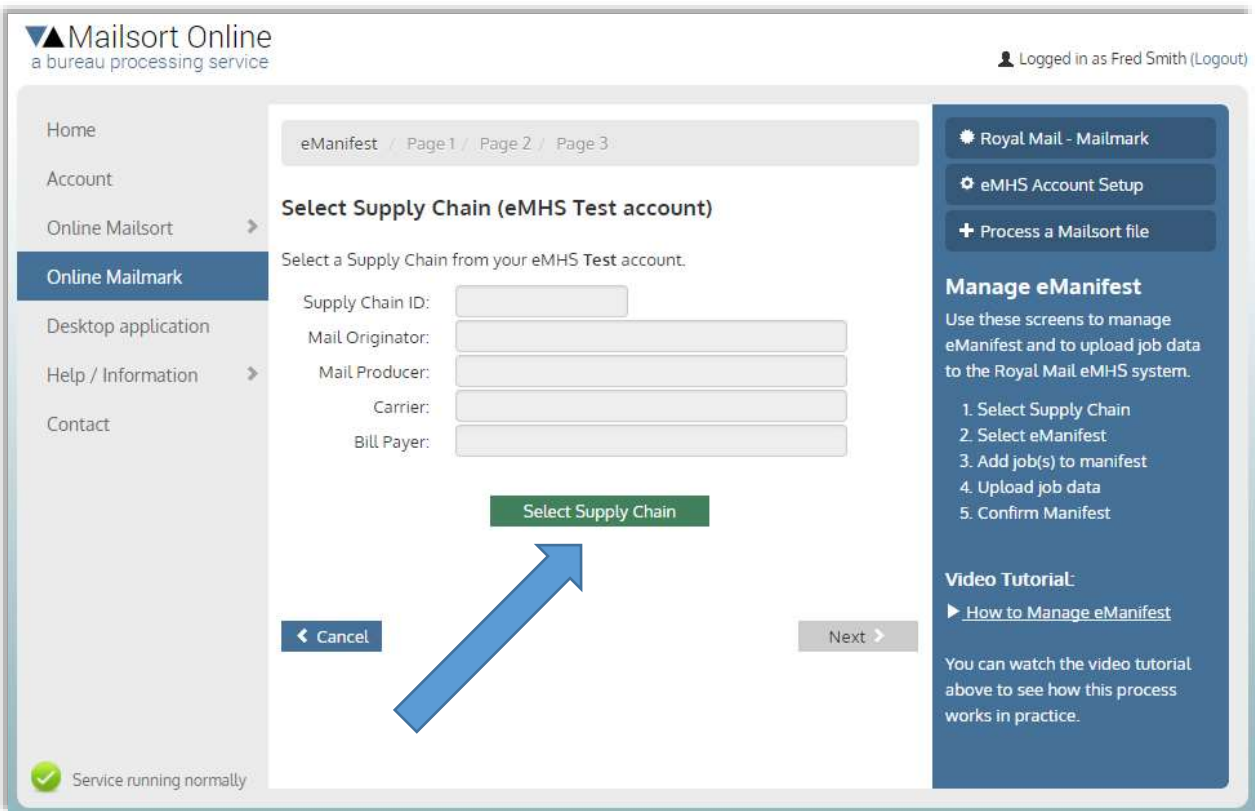 Mailsort Online
a bureau processing service
Logged in as Fred Smith (Logout)
Home
Account
Online Mailsort
Online Mailmark
Desktop application
Help / Information
Contact
Service running normally
eManifest / Page 1 / Page 2 / Page 3
Select Supply Chain (eMHS Test account)
Select a Supply Chain from your eMHS Test account.
Supply Chain ID:
Mail Originator:
Mail Producer:
Carrier:
Bill Payer:
Select Supply Chain
Cancel
Next
Royal Mail - Mailmark
eMHS Account Setup
Process a Mailsort file
Manage eManifest
Use these screens to manage
eManifest and to upload job data
to the Royal Mail eMHS system.
1. Select Supply Chain
2. Select eManifest
3. Add job(s) to manifest
4. Upload job data
5. Confirm Manifest
Video Tutorial:
How to Manage eManifest
You can watch the video tutorial
above to see how this process
works in practice.